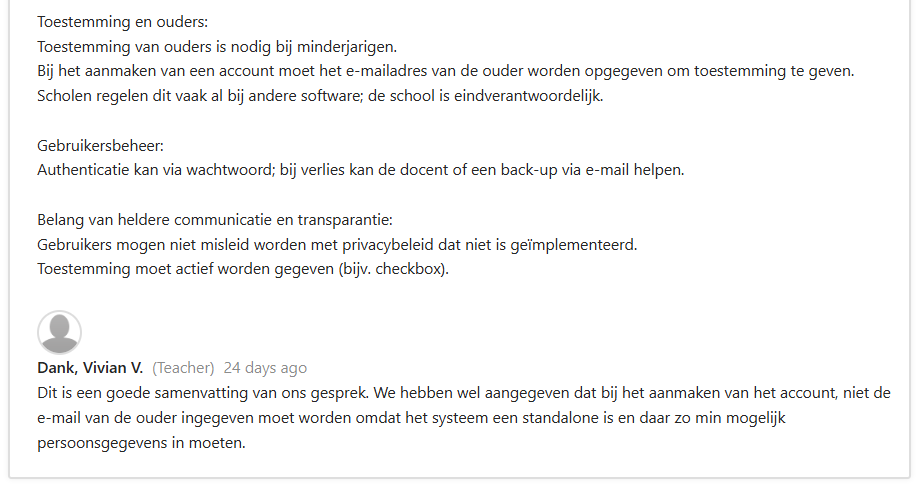 Toestemming en ouders:
Toestemming van ouders is nodig bij minderjarigen.
Bij het aanmaken van een account moet het e-mailadres van de ouder worden opgegeven om toestemming te geven.
Scholen regelen dit vaak al bij andere software; de school is eindverantwoordelijk.
Gebruikersbeheer:
Authenticatie kan via wachtwoord; bij verlies kan de docent of een back-up via e-mail helpen.
Belang van heldere communicatie en transparantie:
Gebruikers mogen niet misleid worden met privacybeleid dat niet is geïmplementeerd.
Toestemming moet actief worden gegeven (bijv. checkbox).
Dank, Vivian V. (Teacher) 24 days ago
Dit is een goede samenvatting van ons gesprek. We hebben wel aangegeven dat bij het aanmaken van het account, niet de
e-mail van de ouder ingegeven moet worden omdat het systeem een standalone is en daar zo min mogelijk
persoonsgegevens in moeten.